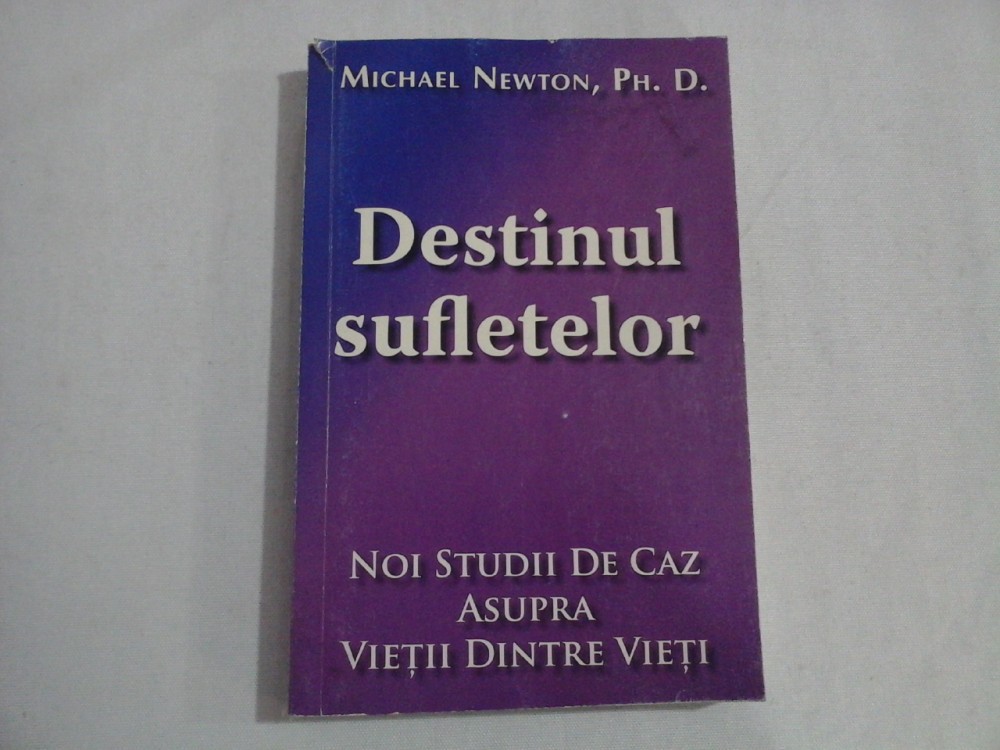 MICHAEL NEWTON, PH. D.
Destinul
sufletelor
NOI STUDII DE CAZ
ASUPRA
VIEȚII DINTRE VIEȚI